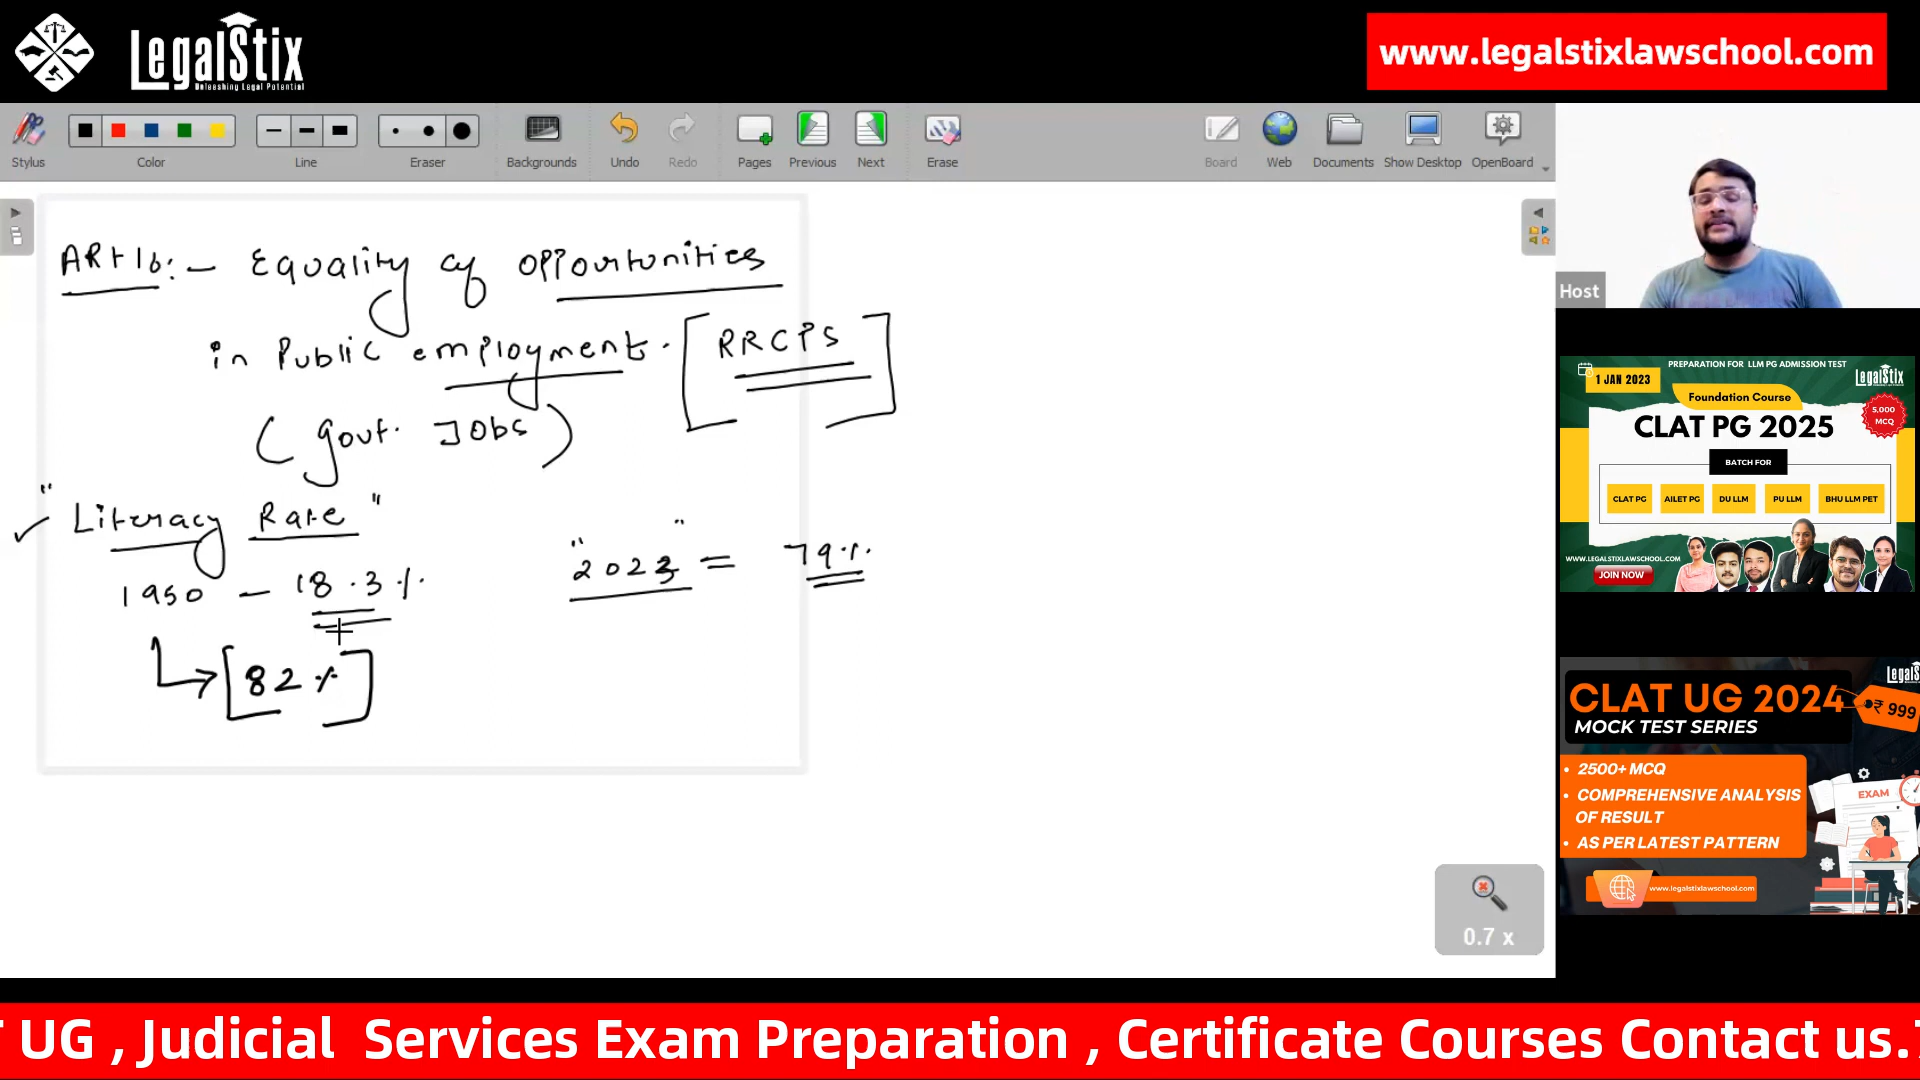 LegalStix
Unleashing Legal Potential
www.legalstixlawschool.com
Stylus
Color
Line
Eraser
Backgrounds
Undo
Redo
Pages
Previous
Next
Erase
Board
Web
Documents
Show Desktop
OpenBoard
ART16:- Equality of Opportunities
in Public employment. [RRCPS]
(Govt. Jobs)
"Literacy Rate"
1950 - 18.3%
"2023" = 79%
[82%]
0.7 x
Host
PREPARATION FOR LLM PG ADMISSION TEST
1 JAN 2023
LegalStix
Foundation Course
5,000
MCQ
CLAT PG 2025
BATCH FOR
CLAT PG
AILET PG
DU LLM
PU LLM
BHU LLM PET
WWW.LEGALSTIXLAWSCHOOL.COM
JOIN NOW
CLAT UG 2024
₹ 999
MOCK TEST SERIES
• 2500+ MCQ
• COMPREHENSIVE ANALYSIS
OF RESULT
• AS PER LATEST PATTERN
EXAM
www.legalstixlawschool.com
UG , Judicial Services Exam Preparation , Certificate Courses Contact us.